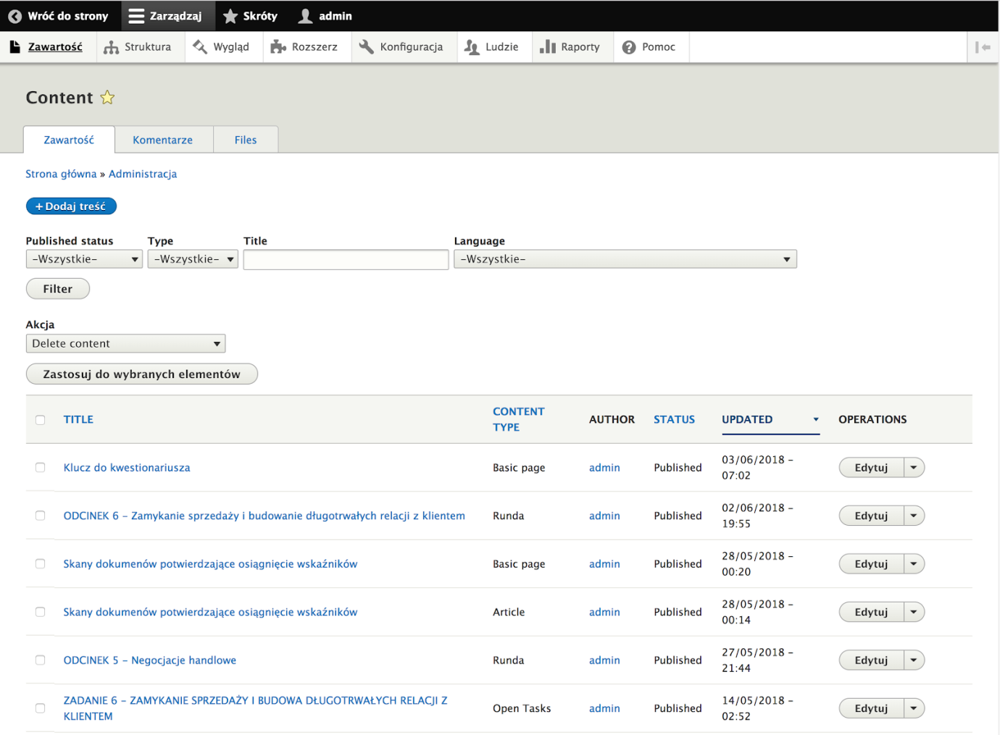 Wróć do strony Zarządzaj Skróty admin
Zawartość Struktura Wygląd Rozszerz Konfiguracja Ludzie Raporty Pomoc
Content
Zawartość Komentarze Files
Strona główna » Administracja
+ Dodaj treść
Published status Type Title Language
-Wszystkie- -Wszystkie- -Wszystkie-
Filter
Akcja
Delete content
Zastosuj do wybranych elementów
TITLE CONTENT TYPE AUTHOR STATUS UPDATED OPERATIONS
Klucz do kwestionariusza Basic page admin Published 03/06/2018 - 07:02 Edytuj
ODCINEK 6 - Zamykanie sprzedaży i budowanie długotrwałych relacji z klientem Runda admin Published 02/06/2018 - 19:55 Edytuj
Skany dokumenów potwierdzające osiągnięcie wskaźników Basic page admin Published 28/05/2018 - 00:20 Edytuj
Skany dokumenów potwierdzające osiągnięcie wskaźników Article admin Published 28/05/2018 - 00:14 Edytuj
ODCINEK 5 - Negocjacje handlowe Runda admin Published 27/05/2018 - 21:44 Edytuj
ZADANIE 6 - ZAMYKANIE SPRZEDAŻY I BUDOWA DŁUGOTRWAŁYCH RELACJI Z KLIENTEM Open Tasks admin Published 14/05/2018 - 02:52 Edytuj